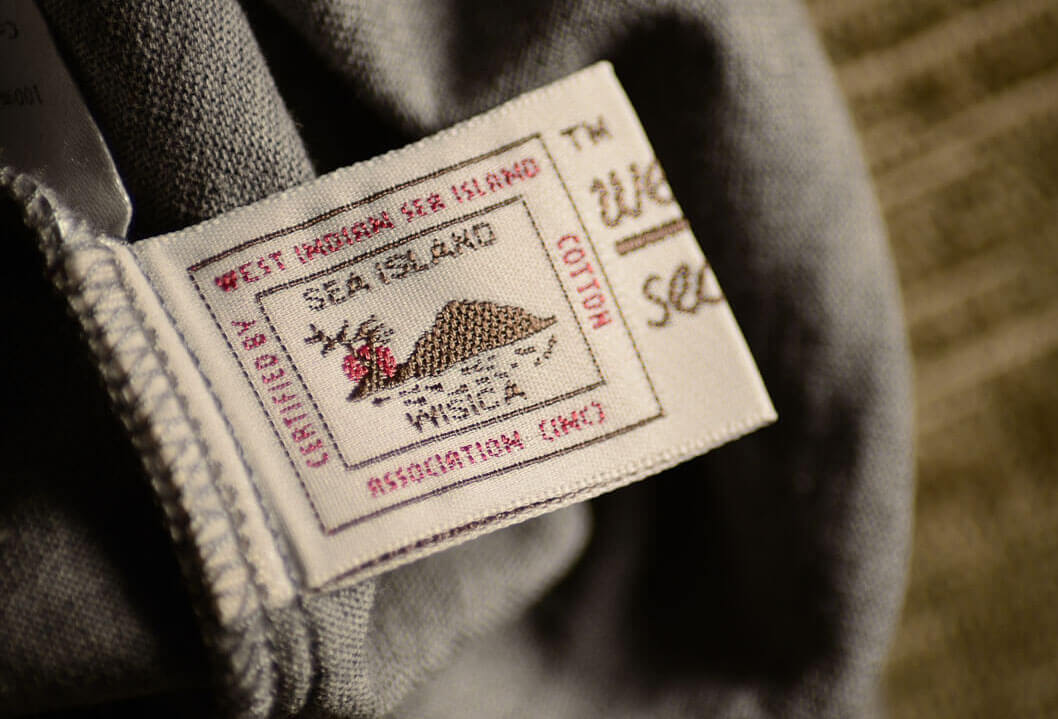 WEST INDIAN SEA ISLAND
COTTON
CERTIFIED BY
SEA ISLAND
WISICA
ASSOCIATION (INC)
TM